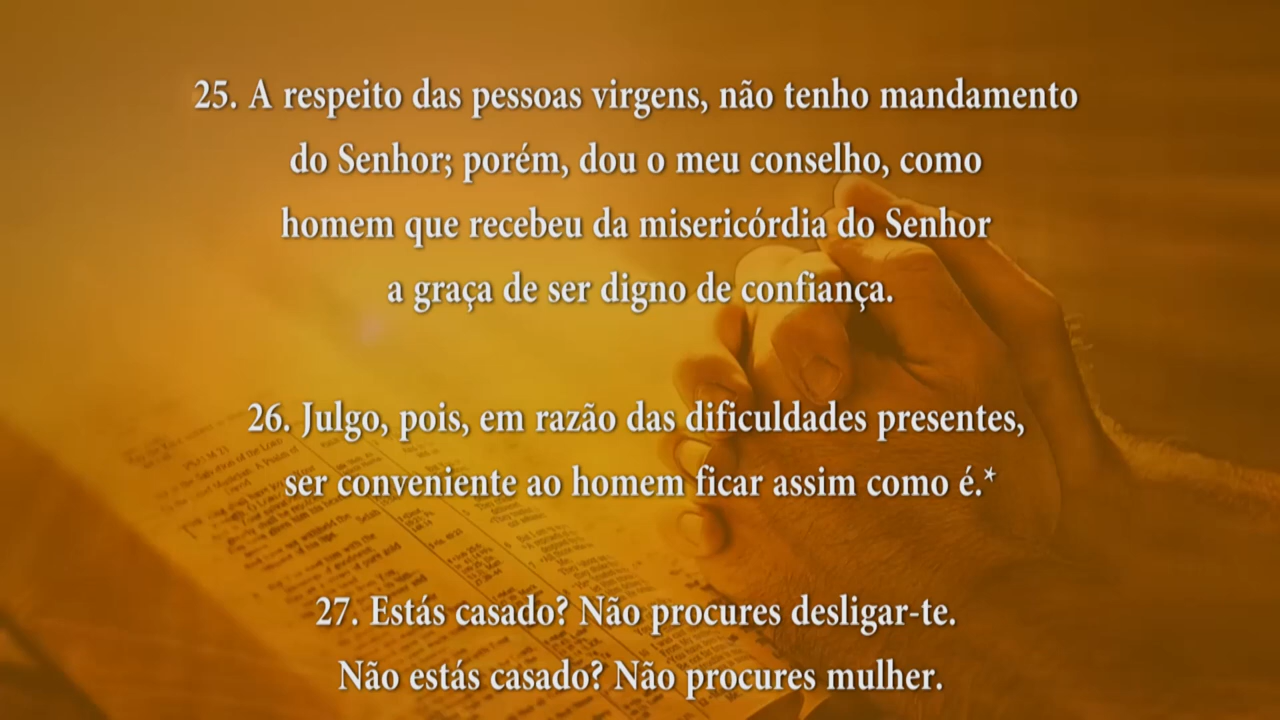 25. A respeito das pessoas virgens, não tenho mandamento
do Senhor; porém, dou o meu conselho, como
homem que recebeu da misericórdia do Senhor
a graça de ser digno de confiança.
26. Julgo, pois, em razão das dificuldades presentes,
ser conveniente ao homem ficar assim como é.*
27. Estás casado? Não procures desligar-te.
Não estás casado? Não procures mulher.